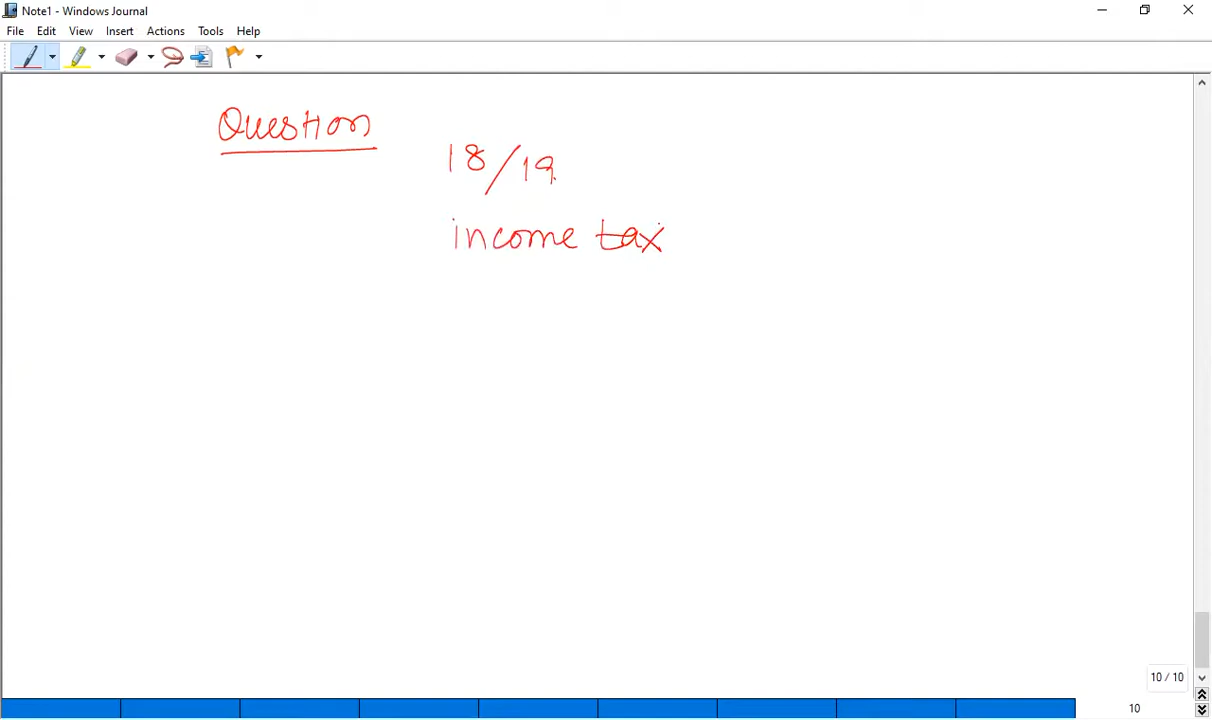 Note1 - Windows Journal
File Edit View Insert Actions Tools Help
Question
18/19
income tax
10 / 10
10